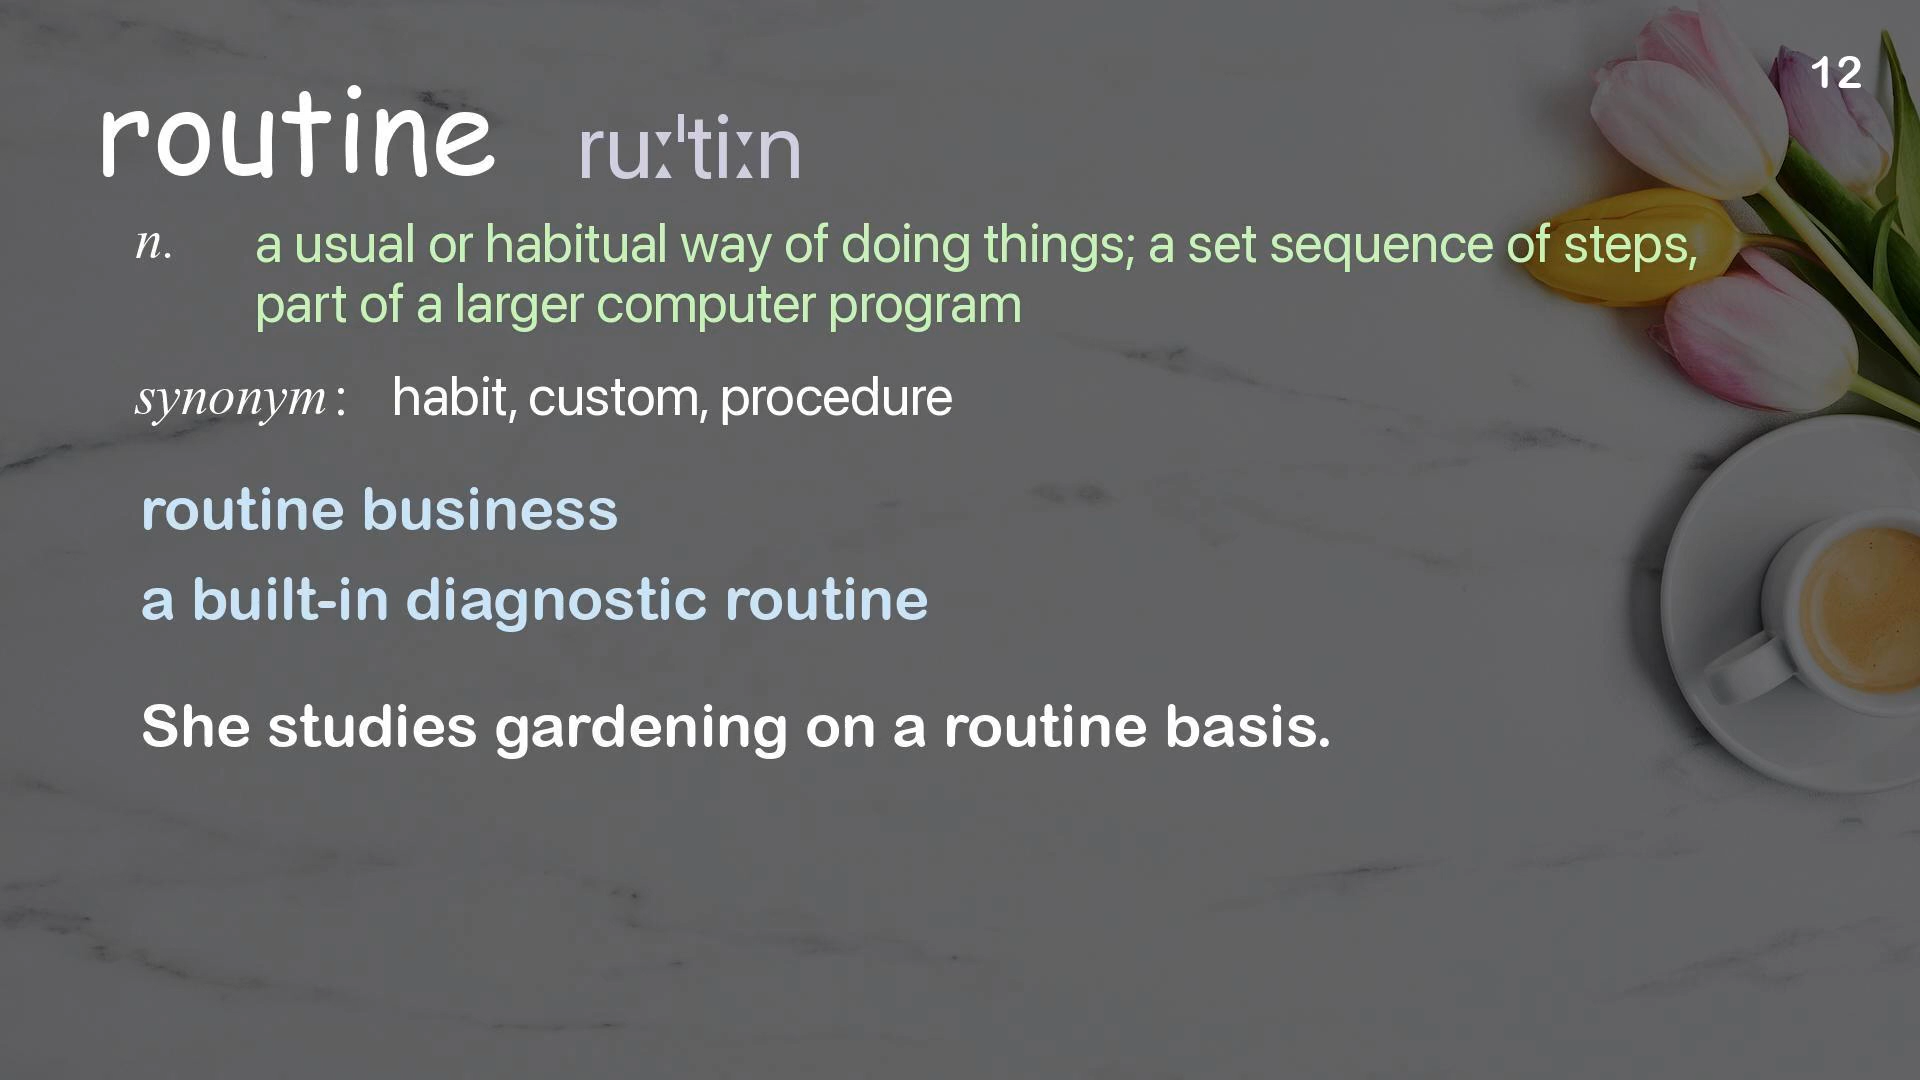 12
routine ruːˈtiːn
n. a usual or habitual way of doing things; a set sequence of steps,
part of a larger computer program
synonym: habit, custom, procedure
routine business
a built-in diagnostic routine
She studies gardening on a routine basis.